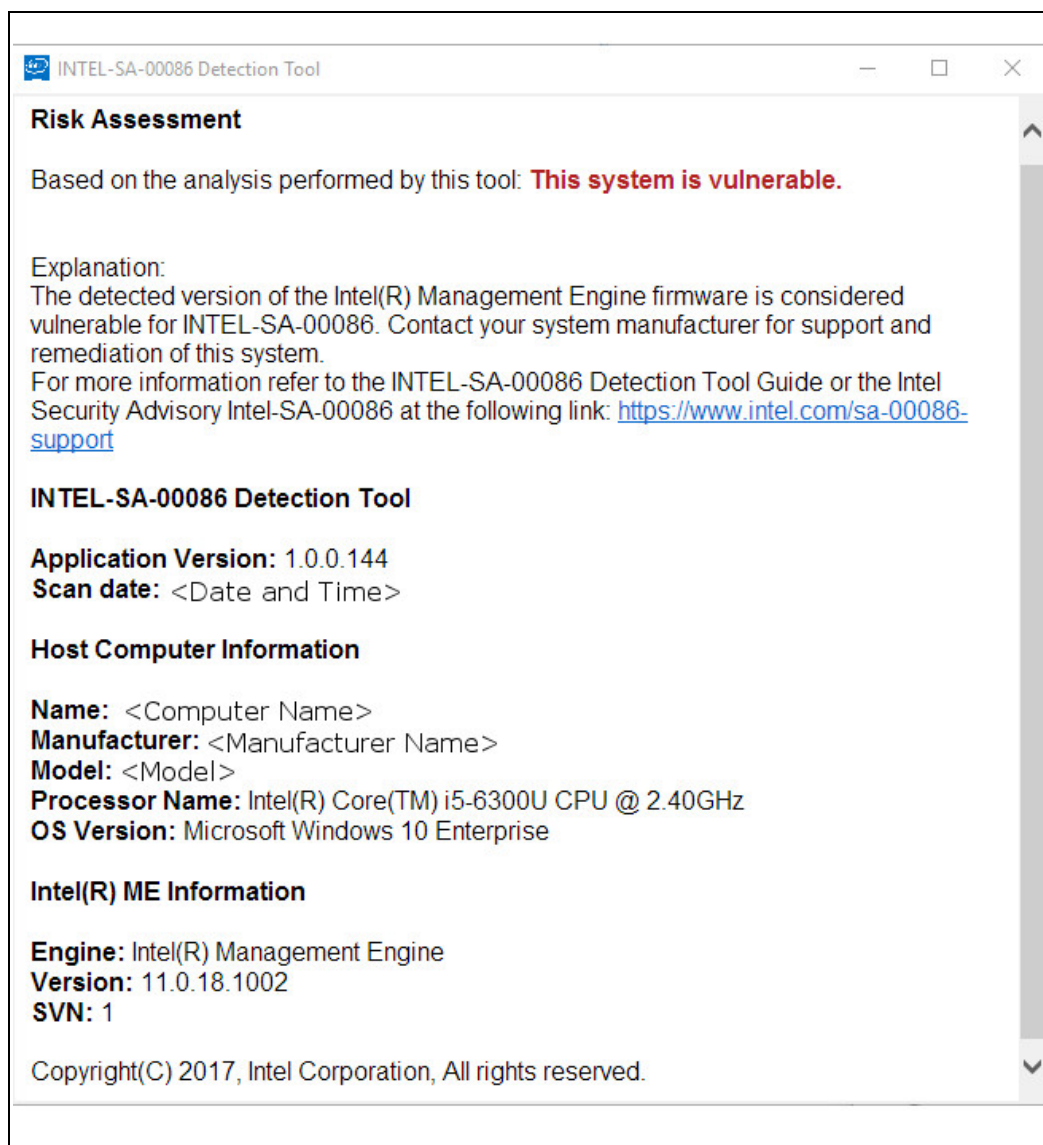 INTEL-SA-00086 Detection Tool
Risk Assessment
Based on the analysis performed by this tool: This system is vulnerable.
Explanation:
The detected version of the Intel(R) Management Engine firmware is considered
vulnerable for INTEL-SA-00086. Contact your system manufacturer for support and
remediation of this system.
For more information refer to the INTEL-SA-00086 Detection Tool Guide or the Intel
Security Advisory Intel-SA-00086 at the following link: https://www.intel.com/sa-00086-
support
INTEL-SA-00086 Detection Tool
Application Version: 1.0.0.144
Scan date: <Date and Time>
Host Computer Information
Name: <Computer Name>
Manufacturer: <Manufacturer Name>
Model: <Model>
Processor Name: Intel(R) Core(TM) i5-6300U CPU @ 2.40GHz
OS Version: Microsoft Windows 10 Enterprise
Intel(R) ME Information
Engine: Intel(R) Management Engine
Version: 11.0.18.1002
SVN: 1
Copyright(C) 2017, Intel Corporation, All rights reserved.